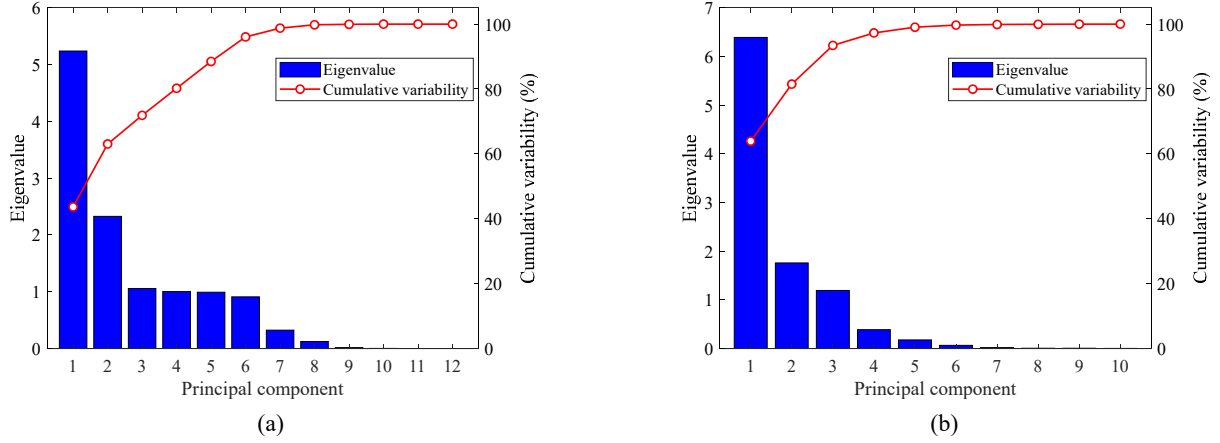 6
5
4
3
2
1
0
Eigenvalue
100
80
60
40
20
0
Cumulative variability (%)
Eigenvalue
Cumulative variability
1 2 3 4 5 6 7 8 9 10 11 12
Principal component
(a)
7
6
5
4
3
2
1
0
Eigenvalue
100
80
60
40
20
0
Cumulative variability (%)
Eigenvalue
Cumulative variability
1 2 3 4 5 6 7 8 9 10
Principal component
(b)